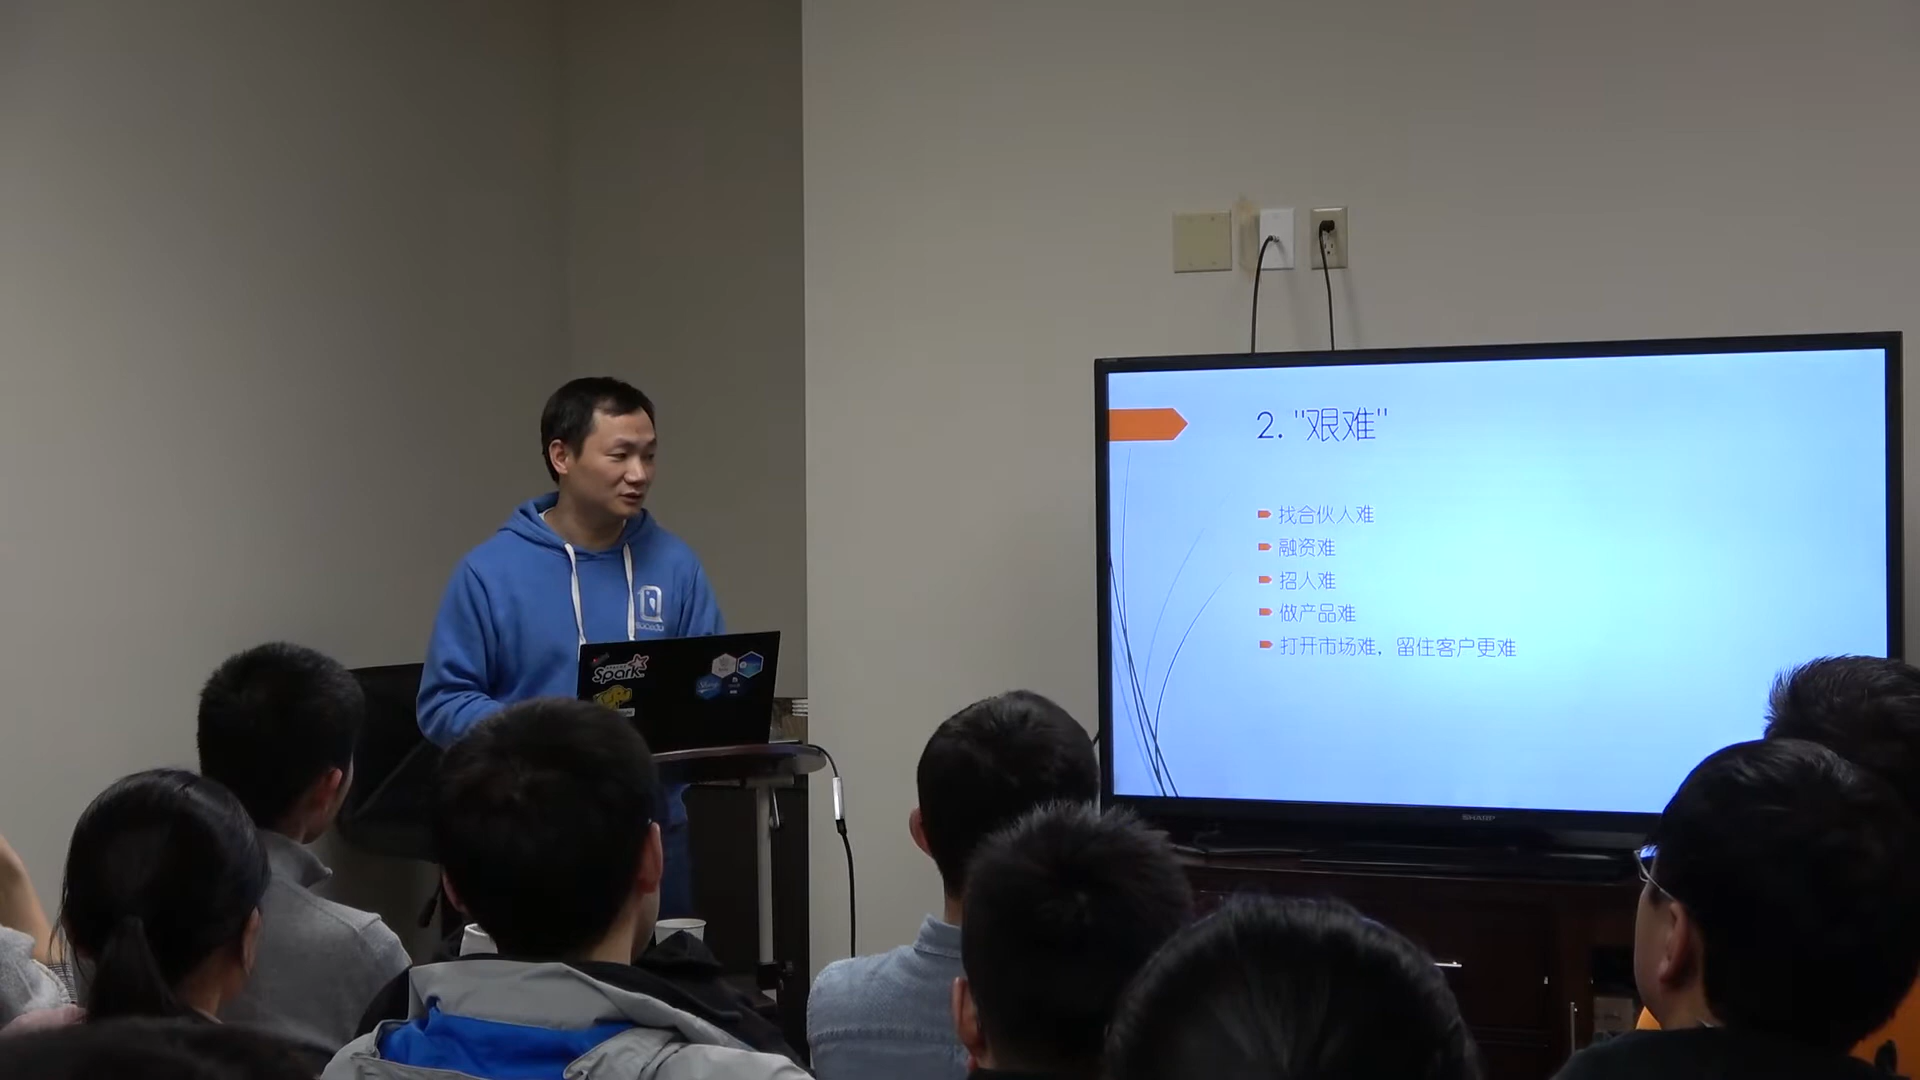 2. "艰难"
找合伙人难
融资难
招人难
做产品难
打开市场难，留住客户更难
Spark
SHARP